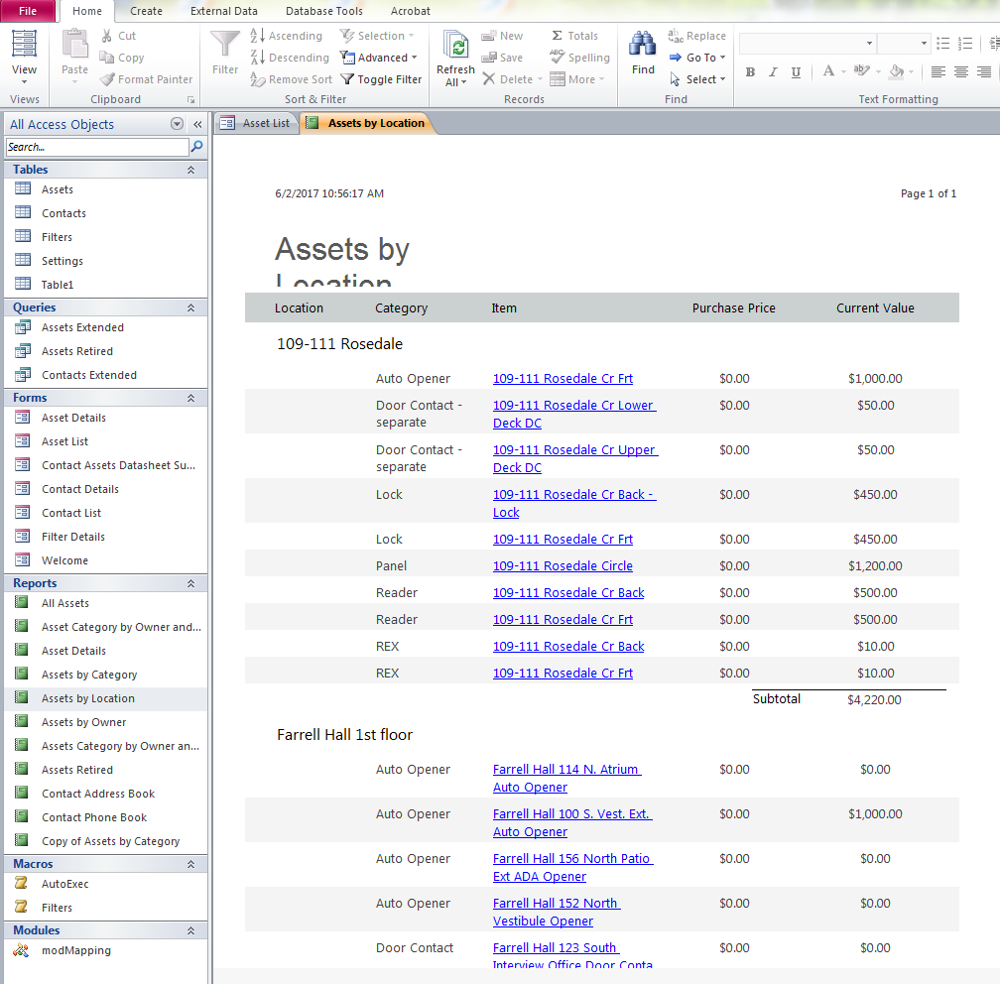 File Home Create External Data Database Tools Acrobat
Cut Ascending Selection New Totals Replace
View Paste Copy Filter Descending Advanced Refresh All Save Spelling Find Go To
Format Painter Remove Sort Toggle Filter Delete More Select B I U A ab
Views Clipboard Sort & Filter Records Find Text Formatting
All Access Objects
Search...
Tables
Assets
Contacts
Filters
Settings
Table1
Queries
Assets Extended
Assets Retired
Contacts Extended
Forms
Asset Details
Asset List
Contact Assets Datasheet Su...
Contact Details
Contact List
Filter Details
Welcome
Reports
All Assets
Asset Category by Owner and...
Asset Details
Assets by Category
Assets by Location
Assets by Owner
Assets Category by Owner an...
Assets Retired
Contact Address Book
Contact Phone Book
Copy of Assets by Category
Macros
AutoExec
Filters
Modules
modMapping
Asset List Assets by Location
6/2/2017 10:56:17 AM Page 1 of 1
Assets by
Location
Location Category Item Purchase Price Current Value
109-111 Rosedale
Auto Opener 109-111 Rosedale Cr Frt $0.00 $1,000.00
Door Contact - 109-111 Rosedale Cr Lower $0.00 $50.00
separate Deck DC
Door Contact - 109-111 Rosedale Cr Upper $0.00 $50.00
separate Deck DC
Lock 109-111 Rosedale Cr Back - $0.00 $450.00
Lock
Lock 109-111 Rosedale Cr Frt $0.00 $450.00
Panel 109-111 Rosedale Circle $0.00 $1,200.00
Reader 109-111 Rosedale Cr Back $0.00 $500.00
Reader 109-111 Rosedale Cr Frt $0.00 $500.00
REX 109-111 Rosedale Cr Back $0.00 $10.00
REX 109-111 Rosedale Cr Frt $0.00 $10.00
Subtotal $4,220.00
Farrell Hall 1st floor
Auto Opener Farrell Hall 114 N. Atrium $0.00 $0.00
Auto Opener
Auto Opener Farrell Hall 100 S. Vest. Ext. $0.00 $1,000.00
Auto Opener
Auto Opener Farrell Hall 156 North Patio $0.00 $0.00
Ext ADA Opener
Auto Opener Farrell Hall 152 North $0.00 $0.00
Vestibule Opener
Door Contact Farrell Hall 123 South $0.00 $0.00
Interview Office Door Conta